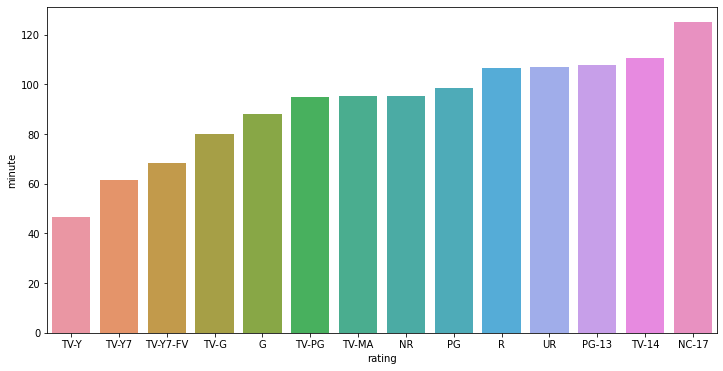 120
100
80
60
40
20
0
minute
TV-Y TV-Y7 TV-Y7-FV TV-G G TV-PG TV-MA NR PG R UR PG-13 TV-14 NC-17
rating